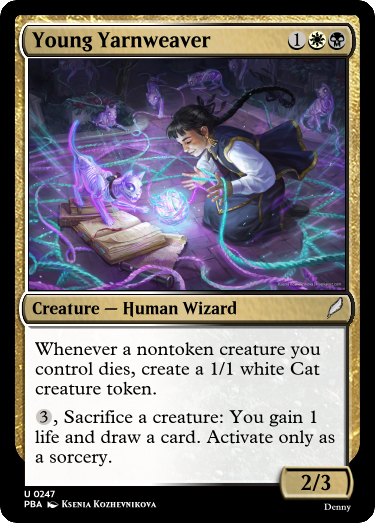 Young Yarnweaver 1
Creature — Human Wizard
Whenever a nontoken creature you
control dies, create a 1/1 white Cat
creature token.
3, Sacrifice a creature: You gain 1
life and draw a card. Activate only as
a sorcery.
2/3
U 0247
PBA Ksenia Kozhevnikova
Denny